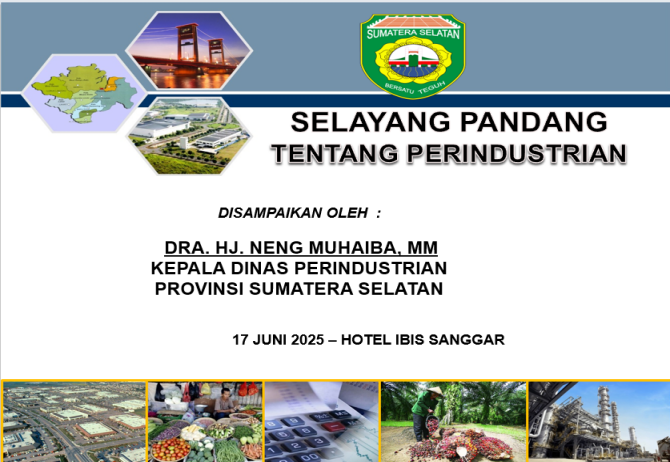 SUMATERA SELATAN
BERSATU TEGUH
SELAYANG PANDANG
TENTANG PERINDUSTRIAN
DISAMPAIKAN OLEH :
DRA. HJ. NENG MUHAIBA, MM
KEPALA DINAS PERINDUSTRIAN
PROVINSI SUMATERA SELATAN
17 JUNI 2025 – HOTEL IBIS SANGGAR